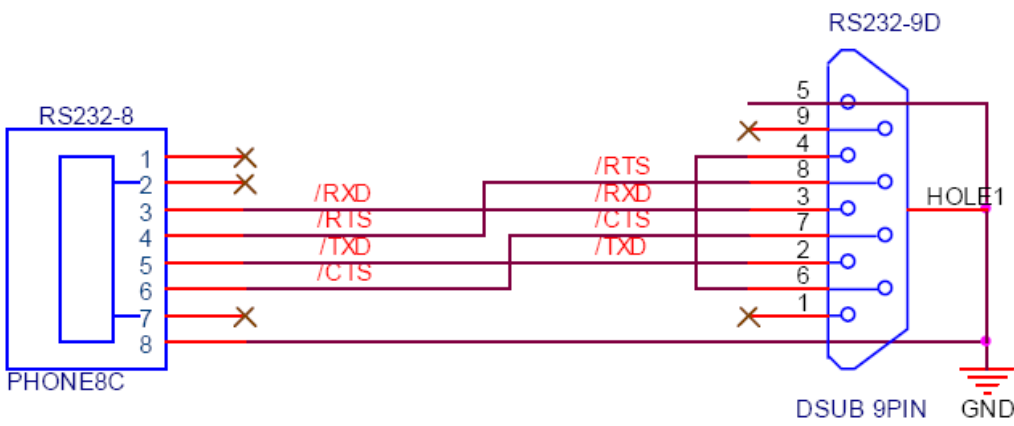 RS232-9D
RS232-8
1
2
3
4
5
6
7
8
PHONE8C
/RXD
/RTS
/TXD
/CTS
/RTS
/RXD
/CTS
/TXD
5
9
4
8
3
7
2
6
1
HOLE1
DSUB 9PIN
GND